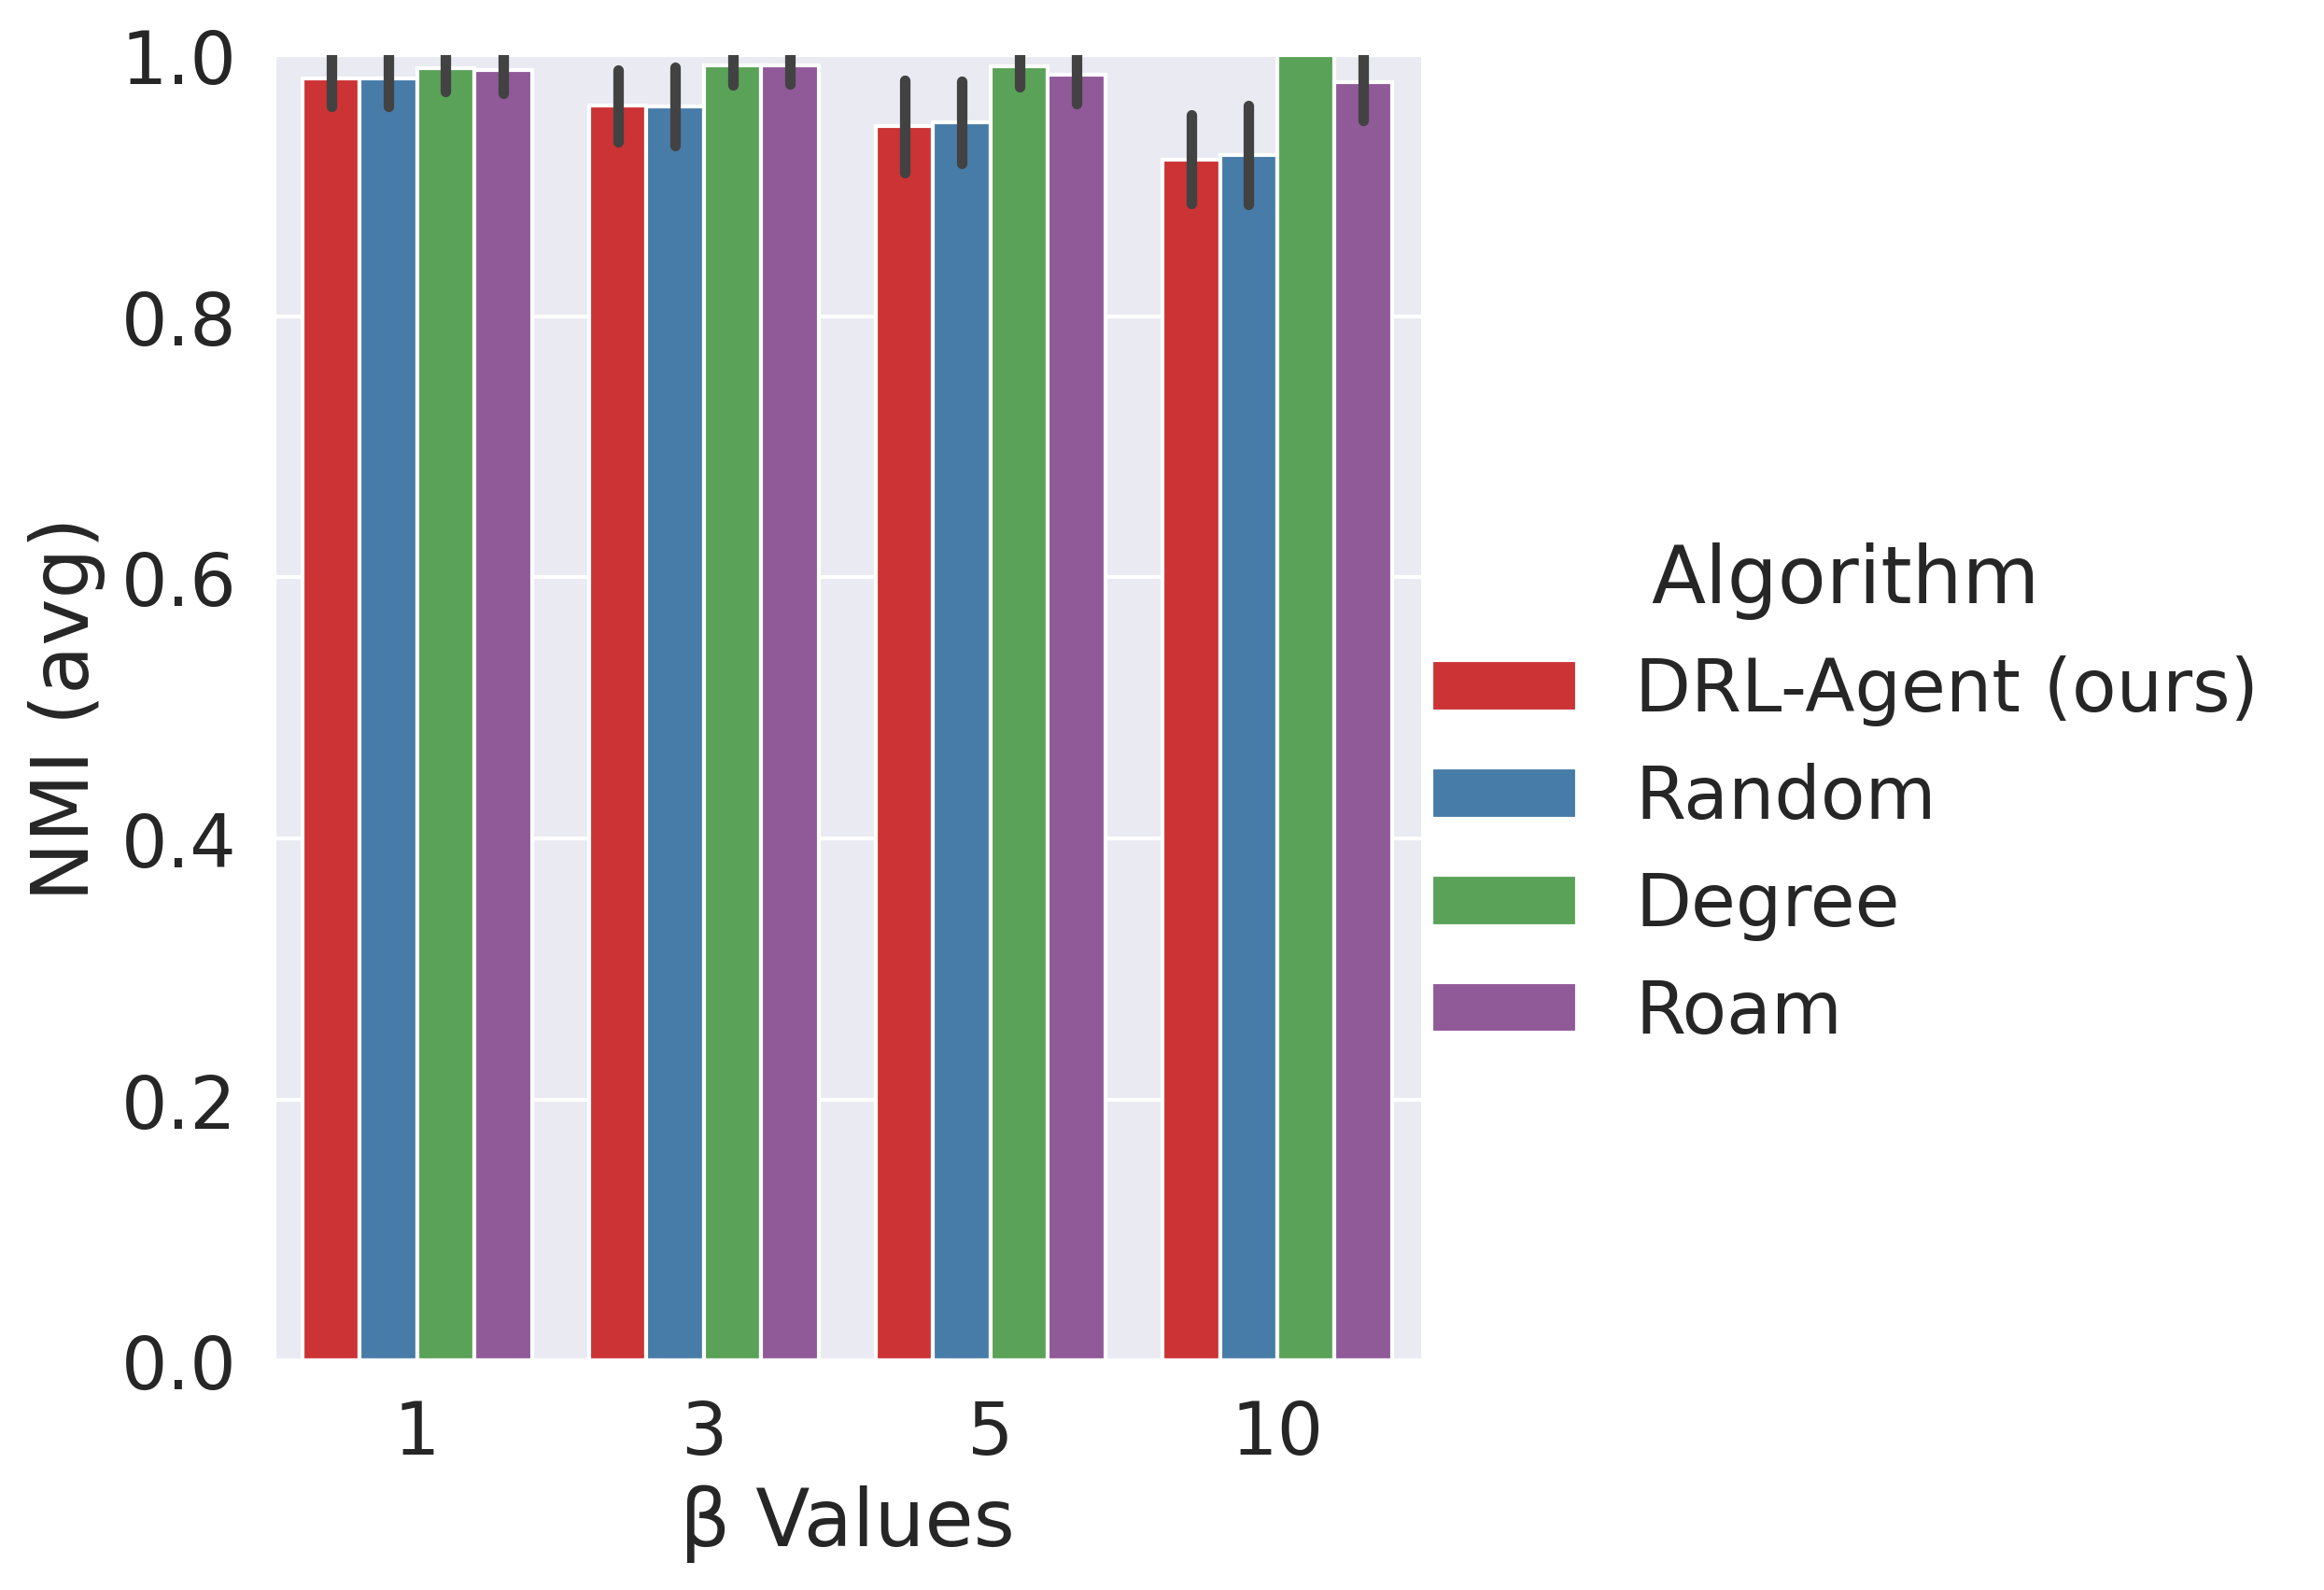 1.0
0.8
0.6
0.4
0.2
0.0
NMI (avg)
1 3 5 10
β Values
Algorithm
DRL-Agent (ours)
Random
Degree
Roam